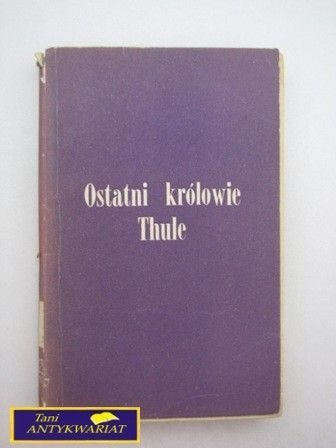 Ostatni królowie
Thule
Tani
ANTYKWARIAT